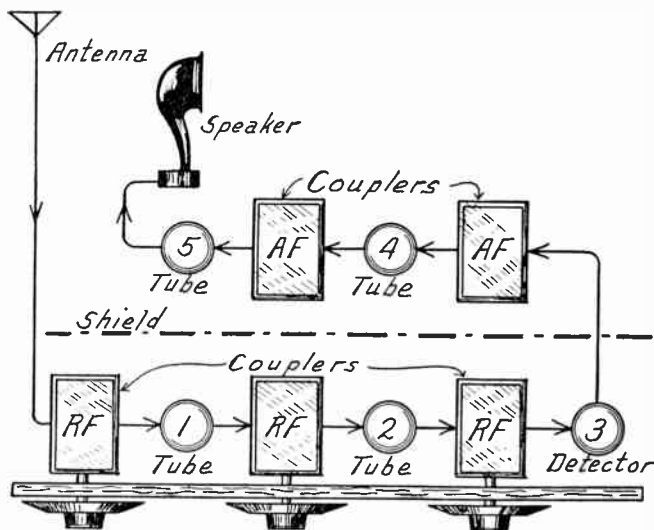 Antenna
Speaker
Couplers
5
AF
4
AF
Tube
Tube
Shield
Couplers
RF
1
RF
2
RF
3
Tube
Tube
Detector